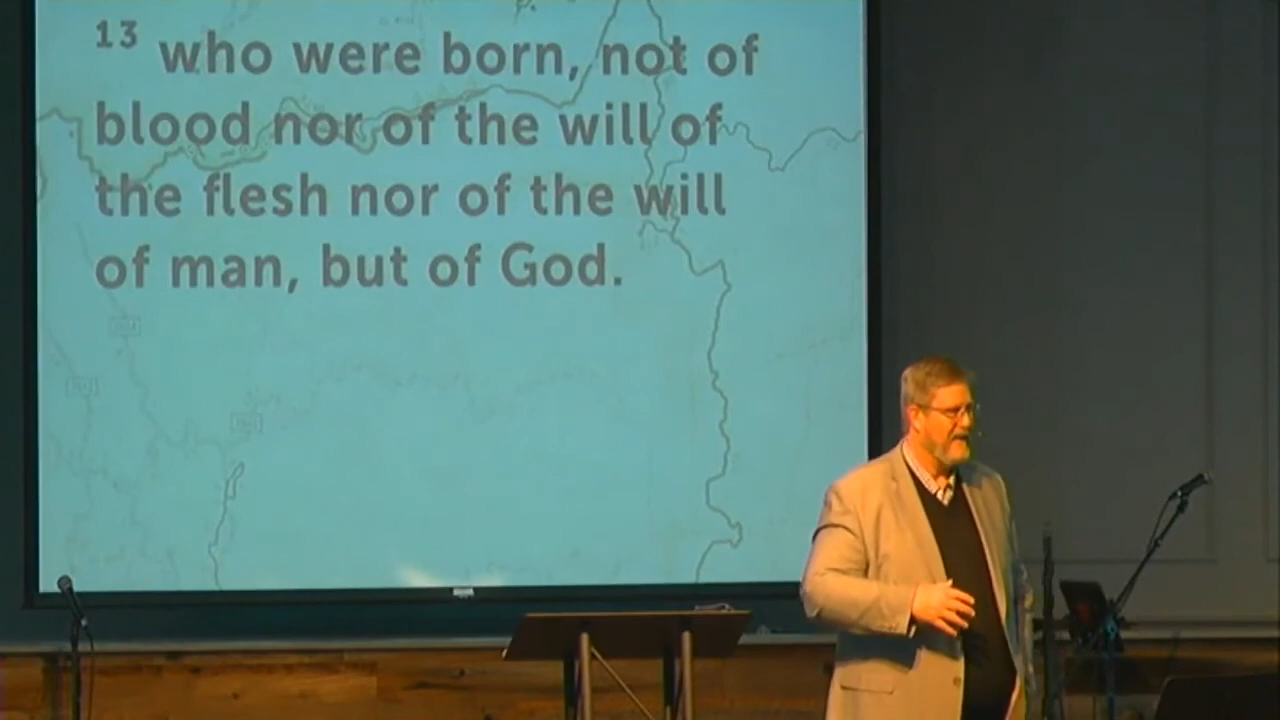 13 who were born, not of
blood nor of the will of
the flesh nor of the will
of man, but of God.